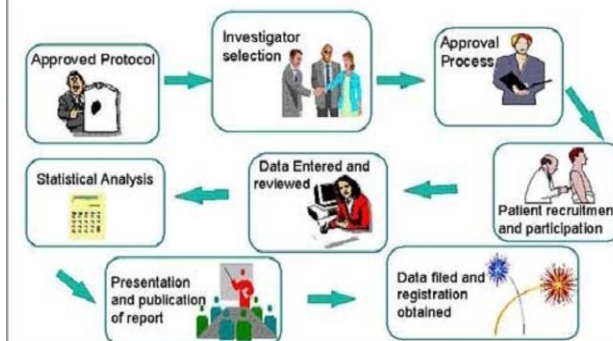 Approved Protocol
Investigator
selection
Approval
Process
Patient recruitment
and participation
Data Entered and
reviewed
Statistical Analysis
Presentation
and publication
of report
Data filed and
registration
obtained